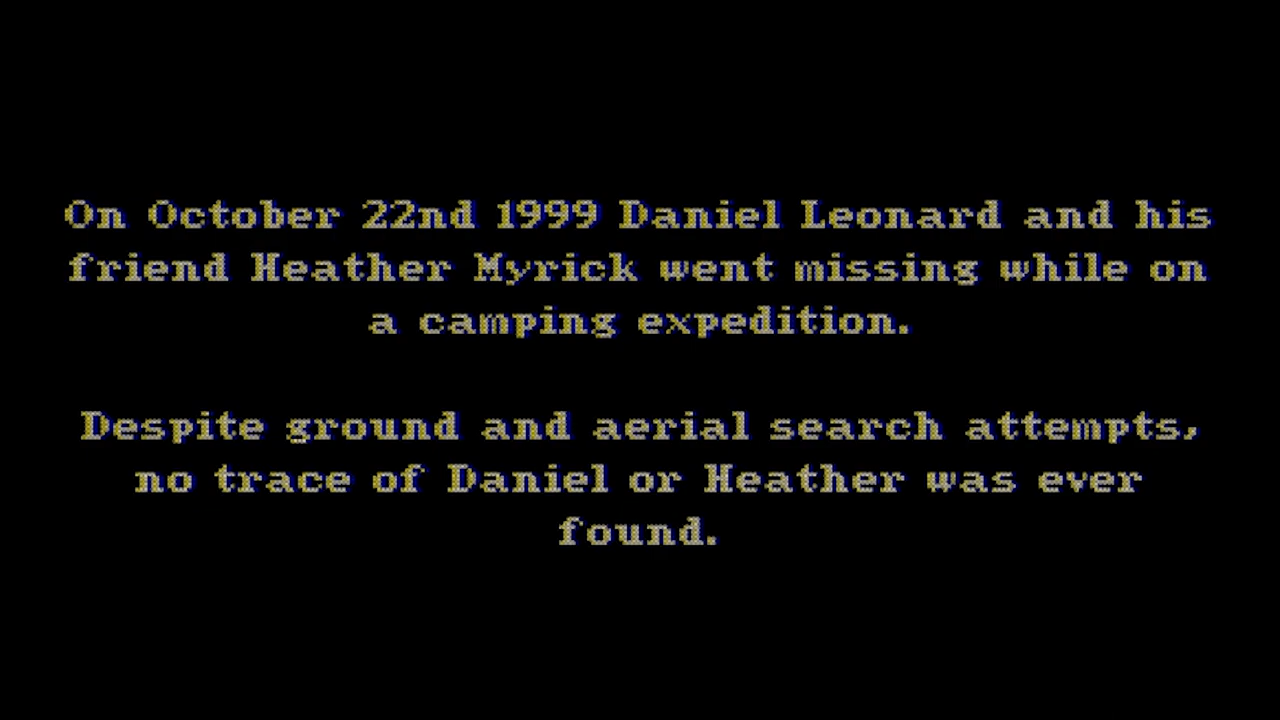 On October 22nd 1999 Daniel Leonard and his
friend Heather Myrick went missing while on
a camping expedition.
Despite ground and aerial search attempts,
no trace of Daniel or Heather was ever
found.